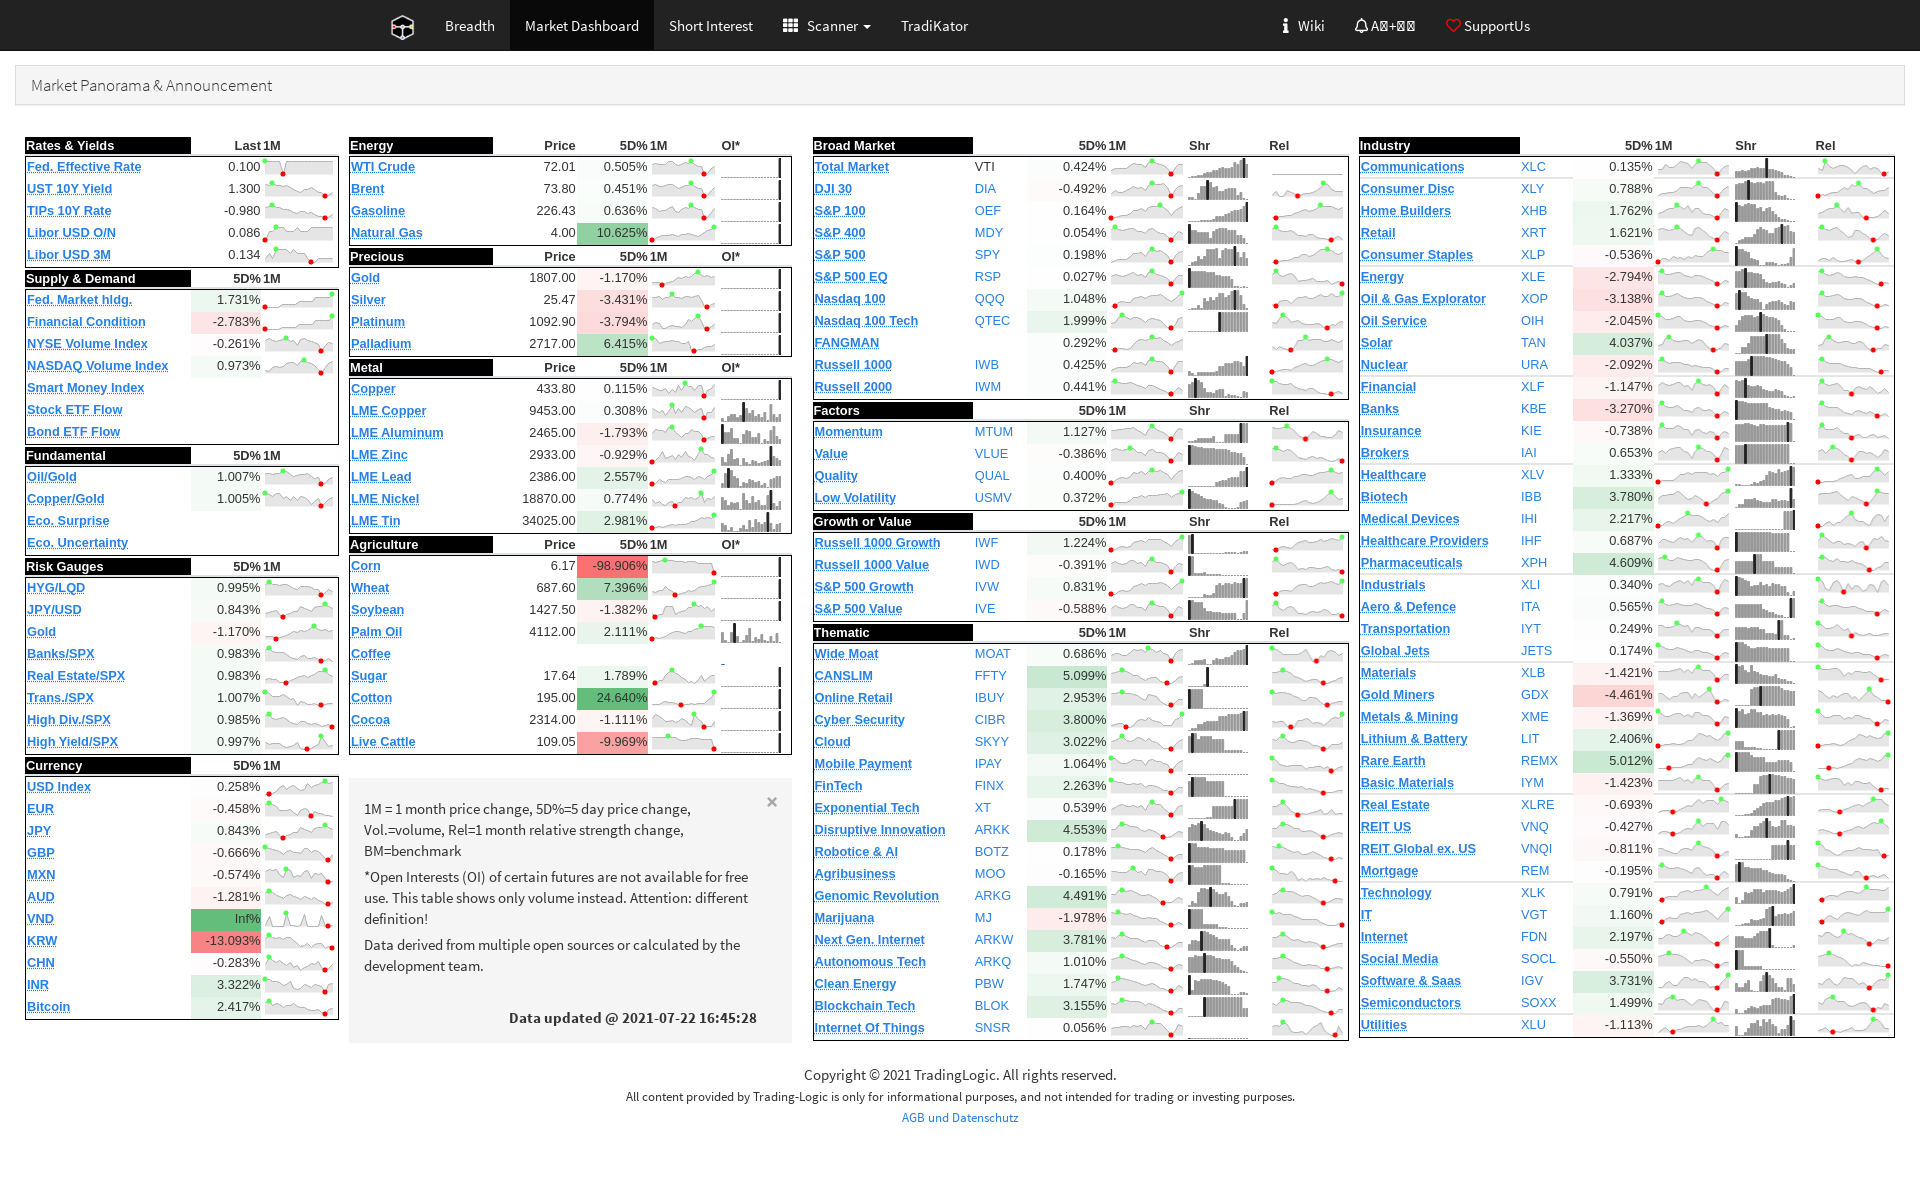 Breadth Market Dashboard Short Interest Scanner TradiKator Wiki SupportUs
Market Panorama & Announcement
Rates & Yields Last 1M
Fed. Effective Rate 0.100
UST 10Y Yield 1.300
TIPs 10Y Rate -0.980
Libor USD O/N 0.086
Libor USD 3M 0.134
Supply & Demand 5D% 1M
Fed. Market hldg. 1.731%
Financial Condition -2.783%
NYSE Volume Index -0.261%
NASDAQ Volume Index 0.973%
Smart Money Index
Stock ETF Flow
Bond ETF Flow
Fundamental 5D% 1M
Oil/Gold 1.007%
Copper/Gold 1.005%
Eco. Surprise
Eco. Uncertainty
Risk Gauges 5D% 1M
HYG/LQD 0.995%
JPY/USD 0.843%
Gold -1.170%
Banks/SPX 0.983%
Real Estate/SPX 0.983%
Trans./SPX 1.007%
High Div./SPX 0.985%
High Yield/SPX 0.997%
Currency 5D% 1M
USD Index 0.258%
EUR -0.458%
JPY 0.843%
GBP -0.666%
MXN -0.574%
AUD -1.281%
VND Inf%
KRW -13.093%
CHN -0.283%
INR 3.322%
Bitcoin 2.417%
Energy Price 5D% 1M OI*
WTI Crude 72.01 0.505%
Brent 73.80 0.451%
Gasoline 226.43 0.636%
Natural Gas 4.00 10.625%
Precious Price 5D% 1M OI*
Gold 1807.00 -1.170%
Silver 25.47 -3.431%
Platinum 1092.90 -3.794%
Palladium 2717.00 6.415%
Metal Price 5D% 1M OI*
Copper 433.80 0.115%
LME Copper 9453.00 0.308%
LME Aluminum 2465.00 -1.793%
LME Zinc 2933.00 -0.929%
LME Lead 2386.00 2.557%
LME Nickel 18870.00 0.774%
LME Tin 34025.00 2.981%
Agriculture Price 5D% 1M OI*
Corn 6.17 -98.906%
Wheat 687.60 7.396%
Soybean 1427.50 -1.382%
Palm Oil 4112.00 2.111%
Coffee -
Sugar 17.64 1.789%
Cotton 195.00 24.640%
Cocoa 2314.00 -1.111%
Live Cattle 109.05 -9.969%
×
1M = 1 month price change, 5D%=5 day price change,
Vol.=volume, Rel=1 month relative strength change,
BM=benchmark
*Open Interests (OI) of certain futures are not available for free
use. This table shows only volume instead. Attention: different
definition!
Data derived from multiple open sources or calculated by the
development team.
Data updated @ 2021-07-22 16:45:28
Broad Market 5D% 1M Shr Rel
Total Market VTI 0.424%
DJI 30 DIA -0.492%
S&P 100 OEF 0.164%
S&P 400 MDY 0.054%
S&P 500 SPY 0.198%
S&P 500 EQ RSP 0.027%
Nasdaq 100 QQQ 1.048%
Nasdaq 100 Tech QTEC 1.999%
FANGMAN 0.292%
Russell 1000 IWB 0.425%
Russell 2000 IWM 0.441%
Factors 5D% 1M Shr Rel
Momentum MTUM 1.127%
Value VLUE -0.386%
Quality QUAL 0.400%
Low Volatility USMV 0.372%
Growth or Value 5D% 1M Shr Rel
Russell 1000 Growth IWF 1.224%
Russell 1000 Value IWD -0.391%
S&P 500 Growth IVW 0.831%
S&P 500 Value IVE -0.588%
Thematic 5D% 1M Shr Rel
Wide Moat MOAT 0.686%
CANSLIM FFTY 5.099%
Online Retail IBUY 2.953%
Cyber Security CIBR 3.800%
Cloud SKYY 3.022%
Mobile Payment IPAY 1.064%
FinTech FINX 2.263%
Exponential Tech XT 0.539%
Disruptive Innovation ARKK 4.553%
Robotice & AI BOTZ 0.178%
Agribusiness MOO -0.165%
Genomic Revolution ARKG 4.491%
Marijuana MJ -1.978%
Next Gen. Internet ARKW 3.781%
Autonomous Tech ARKQ 1.010%
Clean Energy PBW 1.747%
Blockchain Tech BLOK 3.155%
Internet Of Things SNSR 0.056%
Industry 5D% 1M Shr Rel
Communications XLC 0.135%
Consumer Disc XLY 0.788%
Home Builders XHB 1.762%
Retail XRT 1.621%
Consumer Staples XLP -0.536%
Energy XLE -2.794%
Oil & Gas Explorator XOP -3.138%
Oil Service OIH -2.045%
Solar TAN 4.037%
Nuclear URA -2.092%
Financial XLF -1.147%
Banks KBE -3.270%
Insurance KIE -0.738%
Brokers IAI 0.653%
Healthcare XLV 1.333%
Biotech IBB 3.780%
Medical Devices IHI 2.217%
Healthcare Providers IHF 0.687%
Pharmaceuticals XPH 4.609%
Industrials XLI 0.340%
Aero & Defence ITA 0.565%
Transportation IYT 0.249%
Global Jets JETS 0.174%
Materials XLB -1.421%
Gold Miners GDX -4.461%
Metals & Mining XME -1.369%
Lithium & Battery LIT 2.406%
Rare Earth REMX 5.012%
Basic Materials IYM -1.423%
Real Estate XLRE -0.693%
REIT US VNQ -0.427%
REIT Global ex. US VNQI -0.811%
Mortgage REM -0.195%
Technology XLK 0.791%
IT VGT 1.160%
Internet FDN 2.197%
Social Media SOCL -0.550%
Software & Saas IGV 3.731%
Semiconductors SOXX 1.499%
Utilities XLU -1.113%
Copyright © 2021 TradingLogic. All rights reserved.
All content provided by Trading-Logic is only for informational purposes, and not intended for trading or investing purposes.
AGB und Datenschutz